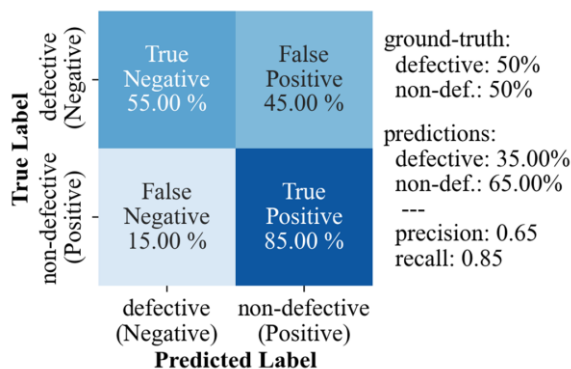 True Label
defective
(Negative)
non-defective
(Positive)
True
Negative
55.00 %
False
Positive
45.00 %
False
Negative
15.00 %
True
Positive
85.00 %
defective
(Negative)
non-defective
(Positive)
Predicted Label
ground-truth:
defective: 50%
non-def.: 50%
predictions:
defective: 35.00%
non-def.: 65.00%
---
precision: 0.65
recall: 0.85